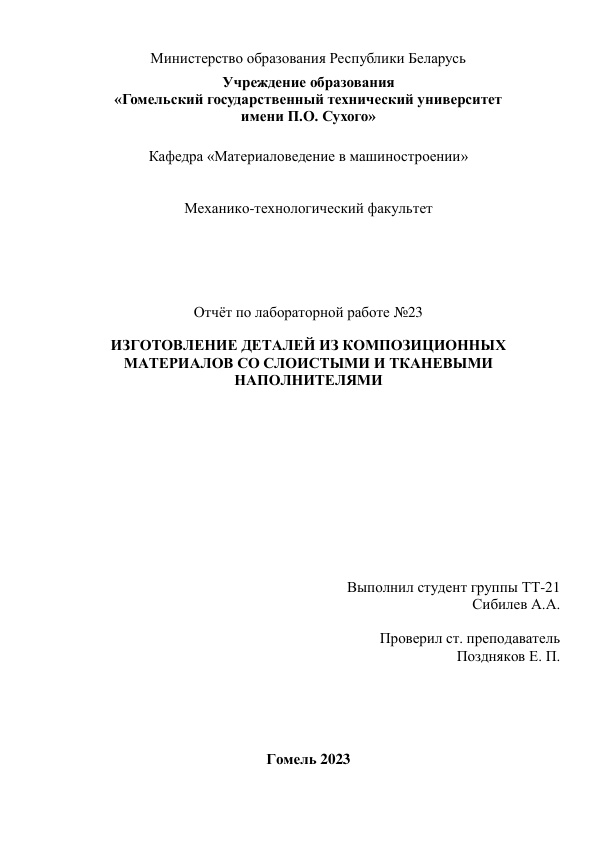 Министерство образования Республики Беларусь
Учреждение образования
«Гомельский государственный технический университет
имени П.О. Сухого»
Кафедра «Материаловедение в машиностроении»
Механико-технологический факультет
Отчёт по лабораторной работе №23
ИЗГОТОВЛЕНИЕ ДЕТАЛЕЙ ИЗ КОМПОЗИЦИОННЫХ
МАТЕРИАЛОВ СО СЛОИСТЫМИ И ТКАНЕВЫМИ
НАПОЛНИТЕЛЯМИ
Выполнил студент группы ТТ-21
Сибилев А.А.
Проверил ст. преподаватель
Поздняков Е. П.
Гомель 2023